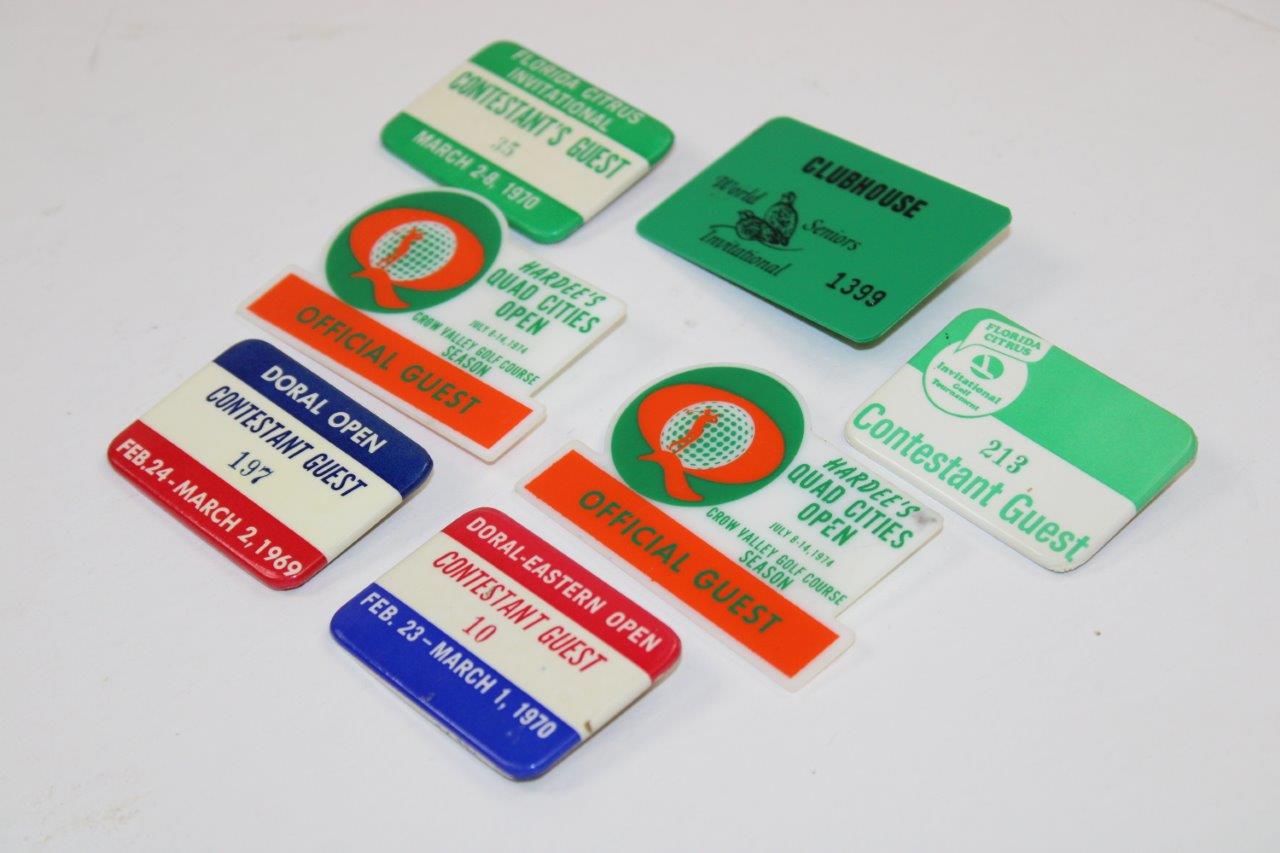 FLORIDA CITRUS
INVITATIONAL
CONTESTANT'S GUEST
35
MARCH 2-8, 1970
CLUBHOUSE
World Seniors
Invitational
1399
HARDEE'S
QUAD CITIES
OPEN
JULY 8-14, 1974
CROW VALLEY GOLF COURSE
SEASON
OFFICIAL GUEST
FLORIDA
CITRUS
Invitational
Golf
Tournament
213
Contestant Guest
DORAL OPEN
CONTESTANT GUEST
197
FEB. 24 - MARCH 2, 1969
HARDEE'S
QUAD CITIES
OPEN
JULY 8-14, 1974
CROW VALLEY GOLF COURSE
SEASON
OFFICIAL GUEST
DORAL-EASTERN OPEN
CONTESTANT GUEST
10
FEB. 23 - MARCH 1, 1970